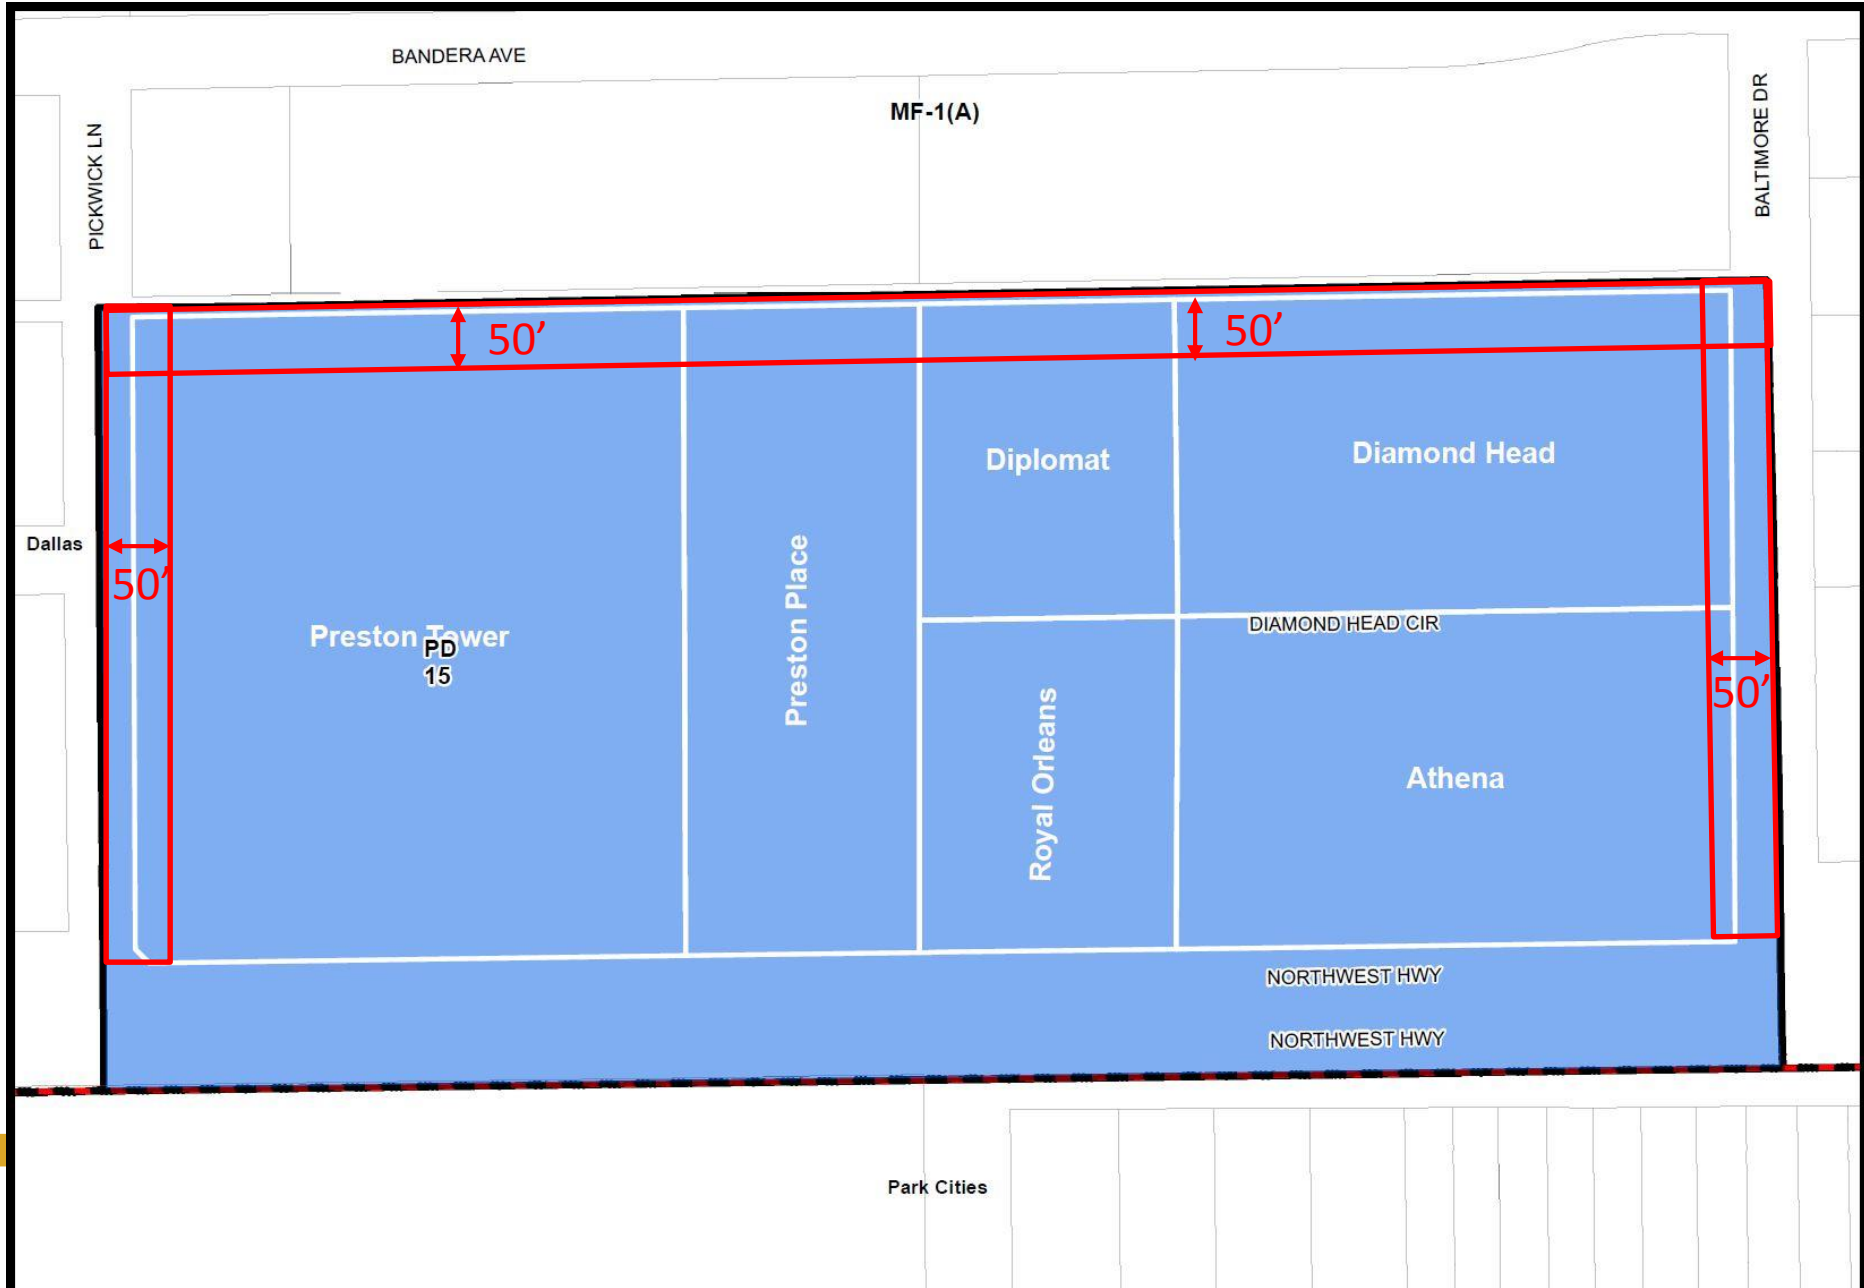 BANDERA AVE
MF-1(A)
PICKWICK LN
BALTIMORE DR
50’
50’
Diplomat
Diamond Head
Dallas
50’
Preston Place
DIAMOND HEAD CIR
Preston Tower
PD
15
50’
Royal Orleans
Athena
NORTHWEST HWY
NORTHWEST HWY
Park Cities